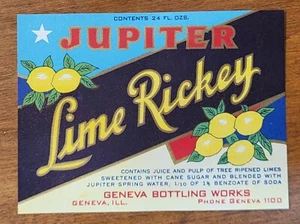 CONTENTS 24 FL. OZS.
JUPITER
Lime Rickey
CONTAINS JUICE AND PULP OF TREE RIPENED LIMES
SWEETENED WITH CANE SUGAR AND BLENDED WITH
JUPITER SPRING WATER, 1/10 OF 1% BENZOATE OF SODA
GENEVA BOTTLING WORKS
GENEVA, ILL. PHONE GENEVA 1100